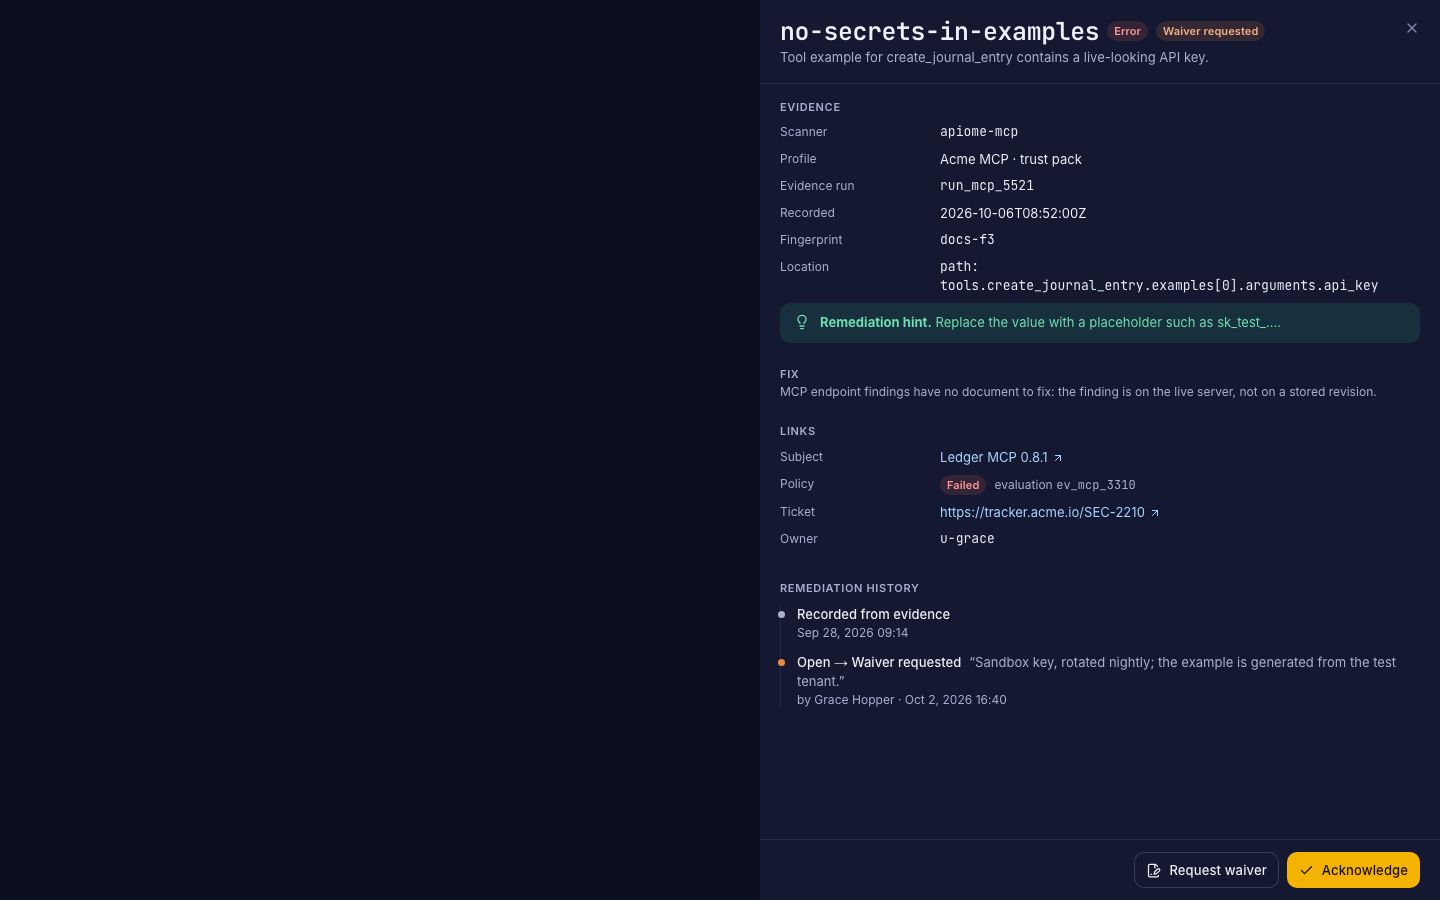 no-secrets-in-examples Error Waiver requested
Tool example for create_journal_entry contains a live-looking API key.
EVIDENCE
Scanner apiome-mcp
Profile Acme MCP · trust pack
Evidence run run_mcp_5521
Recorded 2026-10-06T08:52:00Z
Fingerprint docs-f3
Location path:
tools.create_journal_entry.examples[0].arguments.api_key
Remediation hint. Replace the value with a placeholder such as sk_test_....
FIX
MCP endpoint findings have no document to fix: the finding is on the live server, not on a stored revision.
LINKS
Subject Ledger MCP 0.8.1
Policy Failed evaluation ev_mcp_3310
Ticket https://tracker.acme.io/SEC-2210
Owner u-grace
REMEDIATION HISTORY
Recorded from evidence
Sep 28, 2026 09:14
Open → Waiver requested “Sandbox key, rotated nightly; the example is generated from the test
tenant.”
by Grace Hopper · Oct 2, 2026 16:40
Request waiver Acknowledge